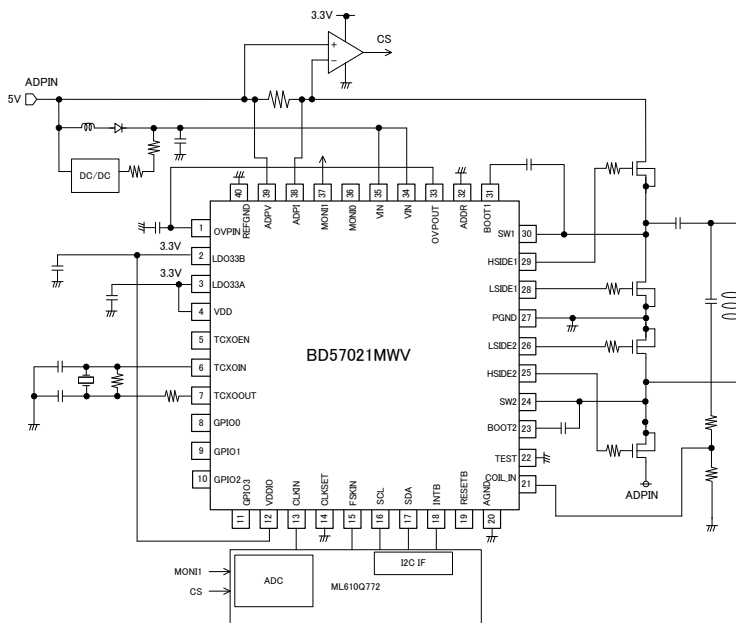 3.3V
CS
ADPIN
5V
DC/DC
40 39 38 37 36 35 34 33 32 31
REFGND ADPV ADPI MONI1 MONI0 VIN VIN OVPOUT ADDR BOOT1
1 OVPIN
3.3V
2 LDO33B
3.3V
3 LDO33A
4 VDD
5 TCXOEN
6 TCXOIN
7 TCXOOUT
8 GPIO0
9 GPIO1
10 GPIO2
BD57021MWV
SW1 30
HSIDE1 29
LSIDE1 28
PGND 27
LSIDE2 26
HSIDE2 25
SW2 24
BOOT2 23
TEST 22
COIL_IN 21
ADPIN
GPIO3 VDDIO CLKIN CLKSET FSKIN SCL SDA INTB RESETB AGND
11 12 13 14 15 16 17 18 19 20
MONI1
CS
ADC
I2C IF
ML610Q772